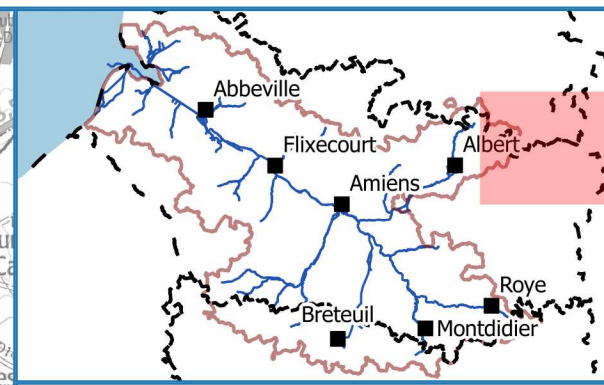 Abbeville
Flixecourt
Albert
Amiens
Roye
Breteuil
Montdidier